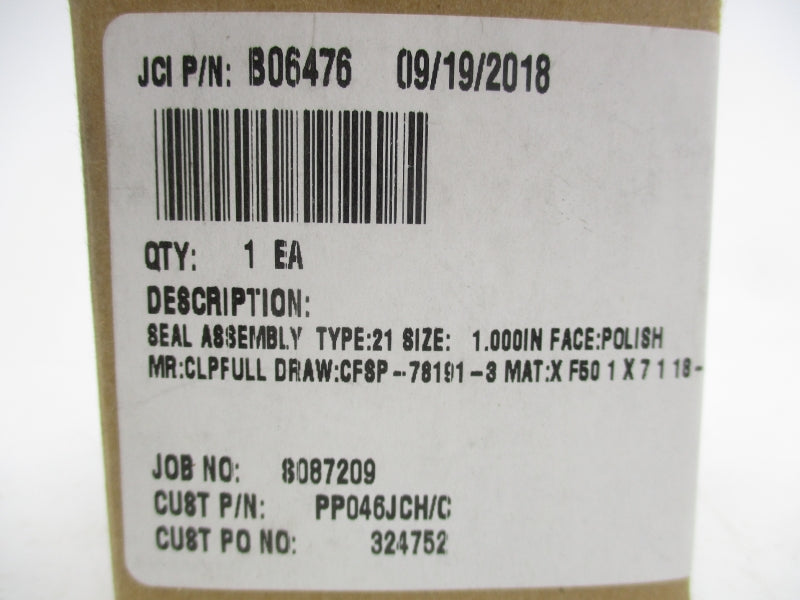 JCI P/N: B06476 09/19/2018
QTY: 1 EA
DESCRIPTION:
SEAL ASSEMBLY TYPE:21 SIZE: 1.000IN FACE:POLISH
MR:CLPFULL DRAW:CFSP-78191-3 MAT:X F50 1 X 7 1 18-
JOB NO: S087209
CUST P/N: PP046JCH/C
CUST PO NO: 324752